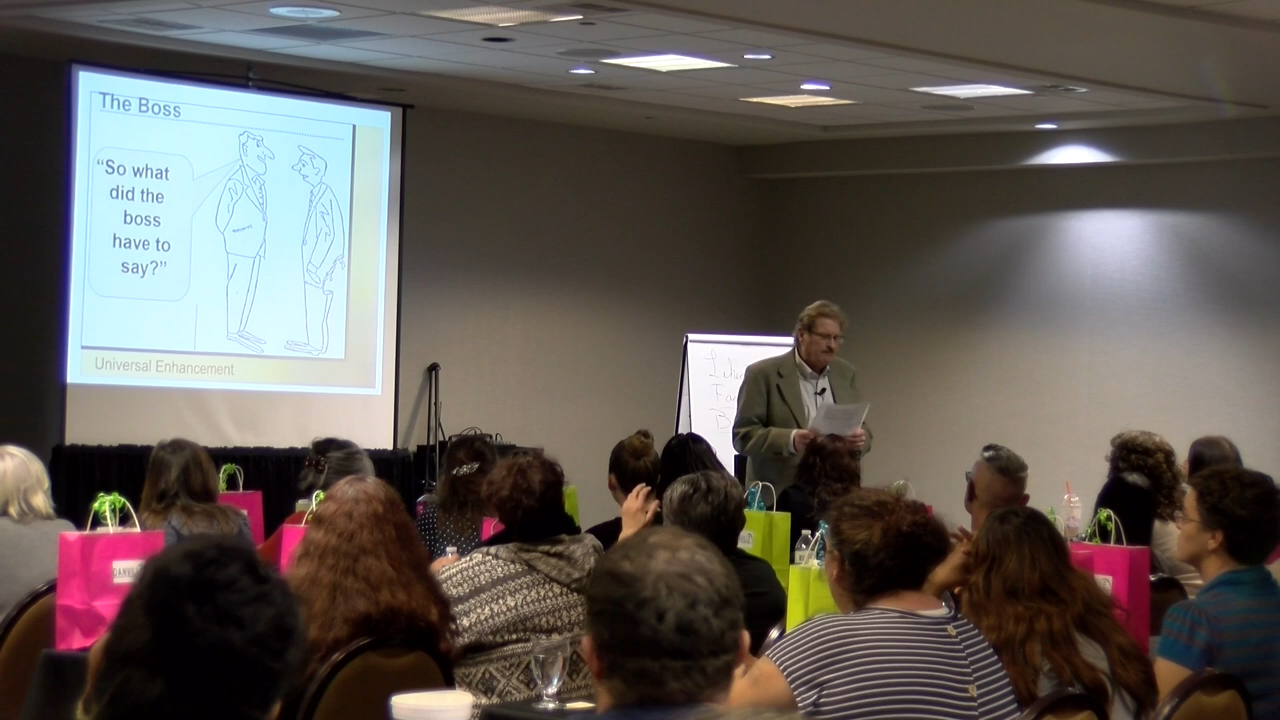 The Boss
“So what
did the
boss
have to
say?”
Universal Enhancement